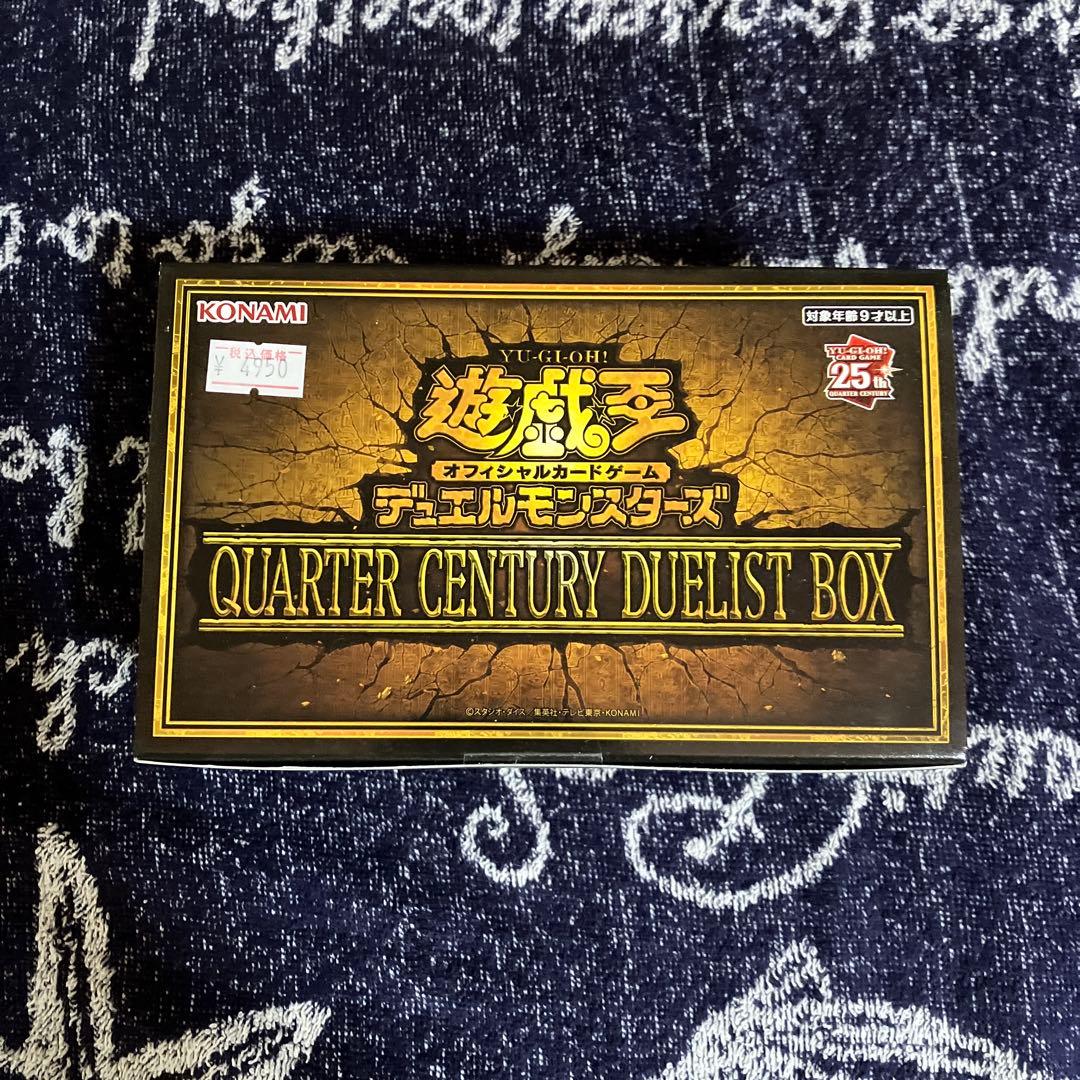 KONAMI
対象年齢9才以上
税込価格
¥ 4950
YU-GI-OH!
遊戯王
オフィシャルカードゲーム
デュエルモンスターズ
YU-GI-OH!
CARD GAME
25th
QUARTER CENTURY
QUARTER CENTURY DUELIST BOX
©スタジオ・ダイス／集英社・テレビ東京・KONAMI